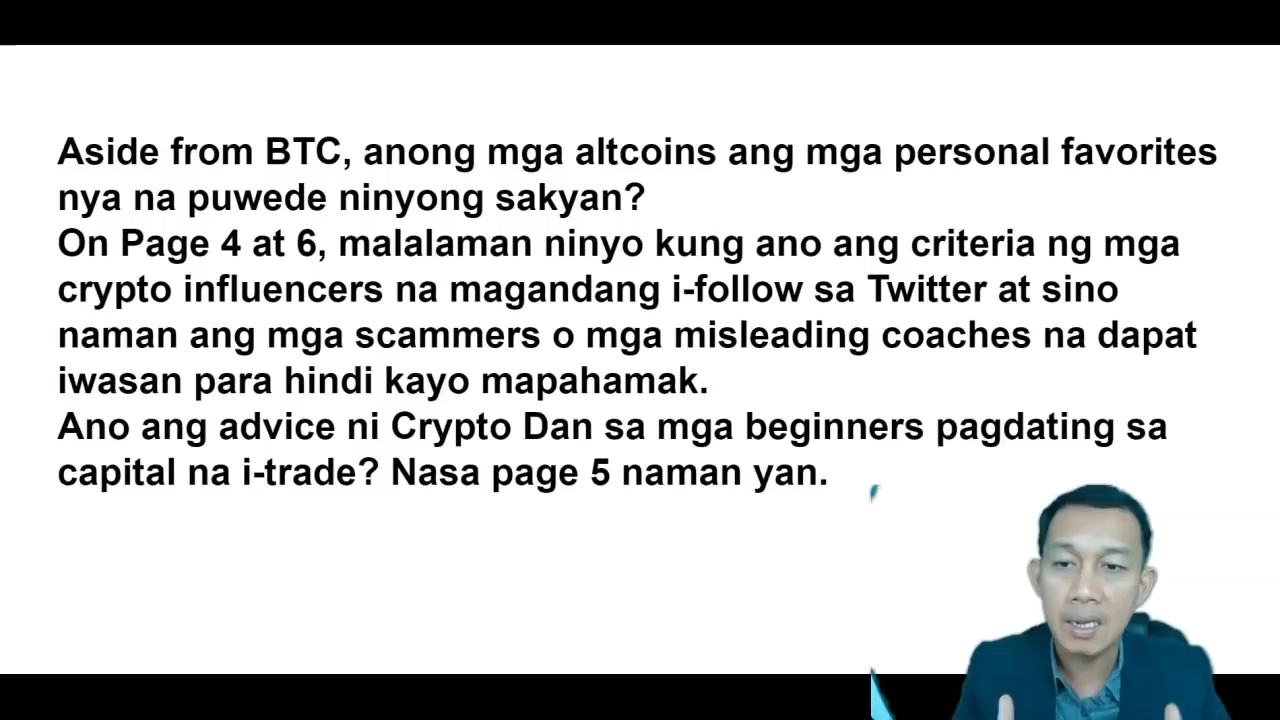 Aside from BTC, anong mga altcoins ang mga personal favorites
nya na puwede ninyong sakyan?
On Page 4 at 6, malalaman ninyo kung ano ang criteria ng mga
crypto influencers na magandang i-follow sa Twitter at sino
naman ang mga scammers o mga misleading coaches na dapat
iwasan para hindi kayo mapahamak.
Ano ang advice ni Crypto Dan sa mga beginners pagdating sa
capital na i-trade? Nasa page 5 naman yan.